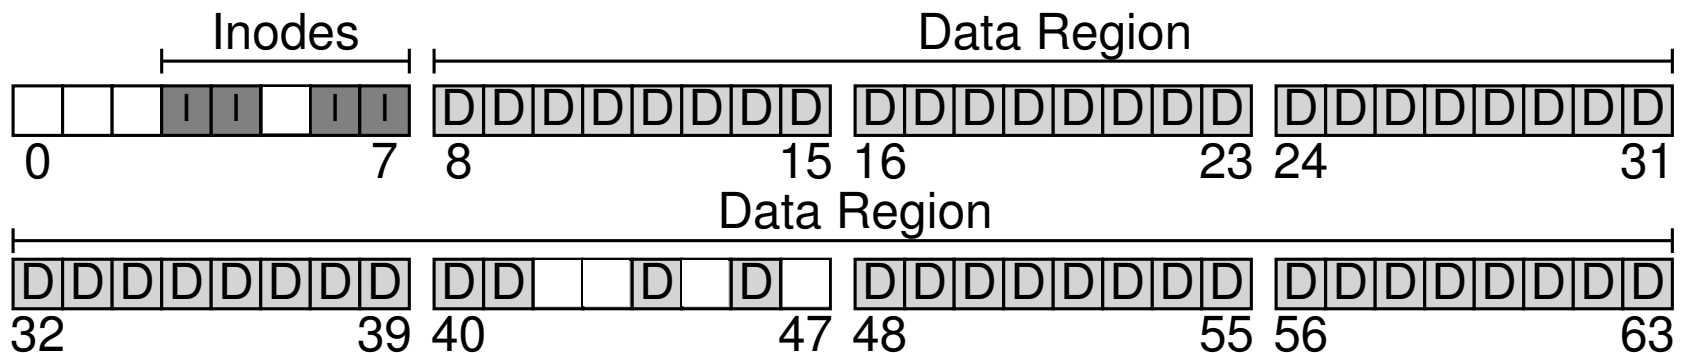 Inodes Data Region
I I I I D D D D D D D D D D D D D D D D D D D D D D D D
0 7 8 15 16 23 24 31
Data Region
D D D D D D D D D D D D D D D D D D D D D D D D D D D D
32 39 40 47 48 55 56 63